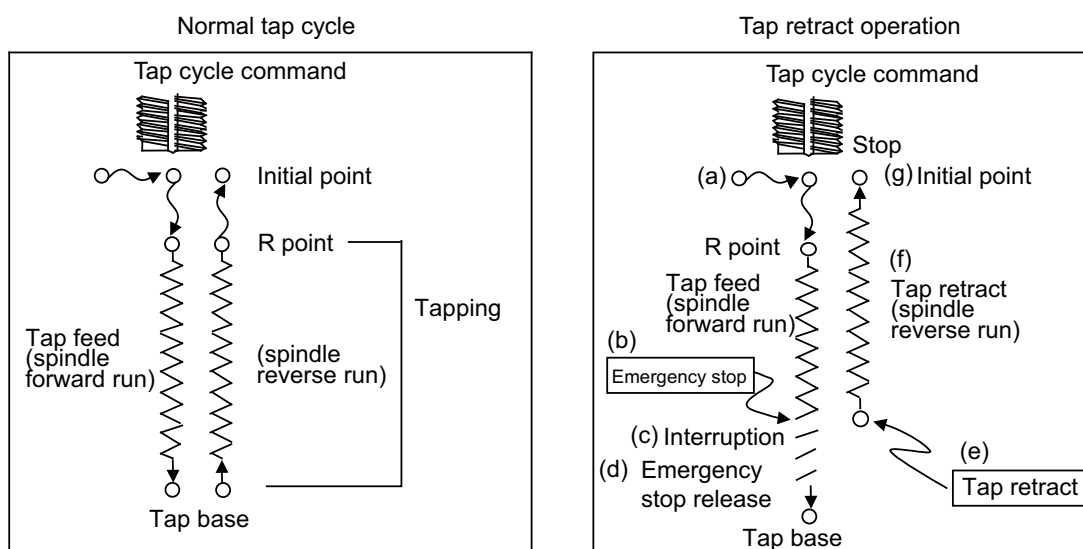 Normal tap cycle
Tap cycle command
Initial point
R point
Tapping
Tap feed
(spindle
forward run)
(spindle
reverse run)
Tap base
Tap retract operation
Tap cycle command
Stop
(a)
(g) Initial point
R point
Tap feed
(spindle
forward run)
(f)
Tap retract
(spindle
reverse run)
(b)
Emergency stop
(c) Interruption
(d) Emergency
stop release
(e)
Tap retract
Tap base